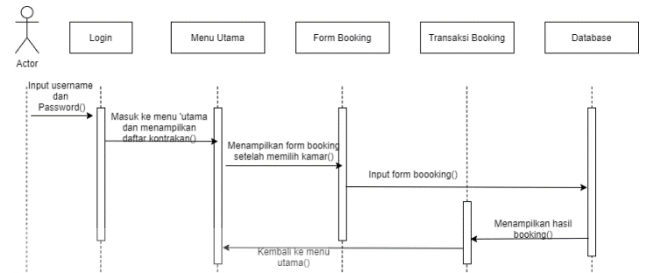 Login
Menu Utama
Form Booking
Transaksi Booking
Database
Actor
Input username
dan
Password()
Masuk ke menu 'utama
dan menampilkan
daftar kontrakan()
Menampilkan form booking
setelah memilih kamar()
Input form boooking()
Menampilkan hasil
booking()
Kembali ke menu
utama()